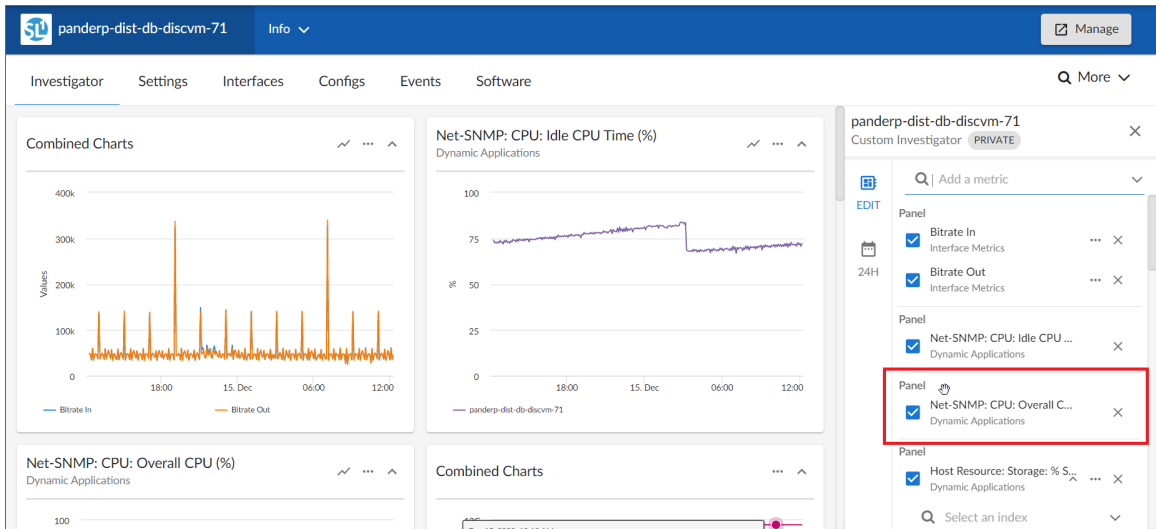 SL1 panderp-dist-db-discvm-71 Info Manage
Investigator Settings Interfaces Configs Events Software More
Combined Charts
400k
300k
200k
100k
0
Values
18:00 15. Dec 06:00 12:00
Bitrate In Bitrate Out
Net-SNMP: CPU: Idle CPU Time (%)
Dynamic Applications
100
75
50
25
0
%
18:00 15. Dec 06:00 12:00
panderp-dist-db-discvm-71
Net-SNMP: CPU: Overall CPU (%)
Dynamic Applications
100
Combined Charts
panderp-dist-db-discvm-71
Custom Investigator PRIVATE
EDIT
24H
Add a metric
Panel
Bitrate In
Interface Metrics
Bitrate Out
Interface Metrics
Panel
Net-SNMP: CPU: Idle CPU ...
Dynamic Applications
Panel
Net-SNMP: CPU: Overall C...
Dynamic Applications
Panel
Host Resource: Storage: % S...
Dynamic Applications
Select an index